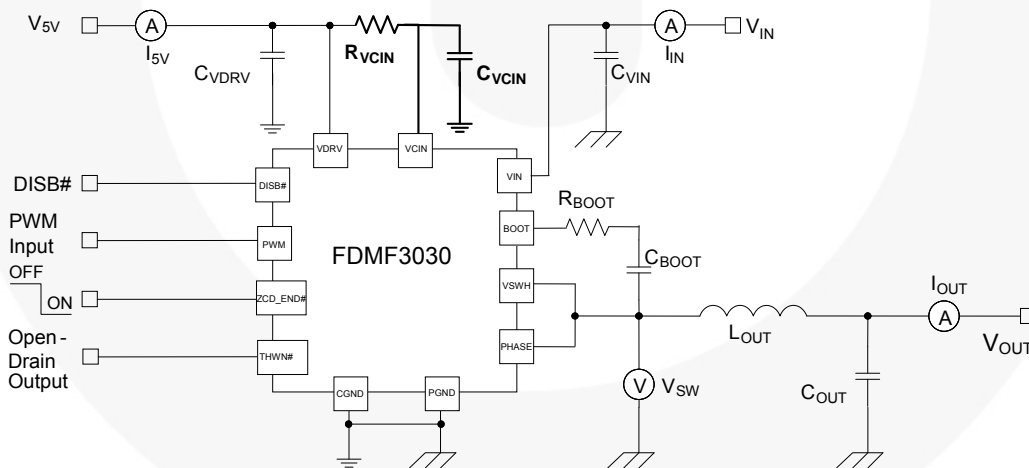 V5V
A
I5V
CVDRV
RVCIN
CVCIN
CVIN
A
IIN
VIN
VDRV
VCIN
VIN
DISB#
DISB#
PWM
Input
PWM
FDMF3030
BOOT
RBOOT
CBOOT
OFF
ON
ZCD_END#
VSWH
Open-
Drain
Output
THWN#
PHASE
LOUT
IOUT
A
VOUT
CGND
PGND
V
VSW
COUT